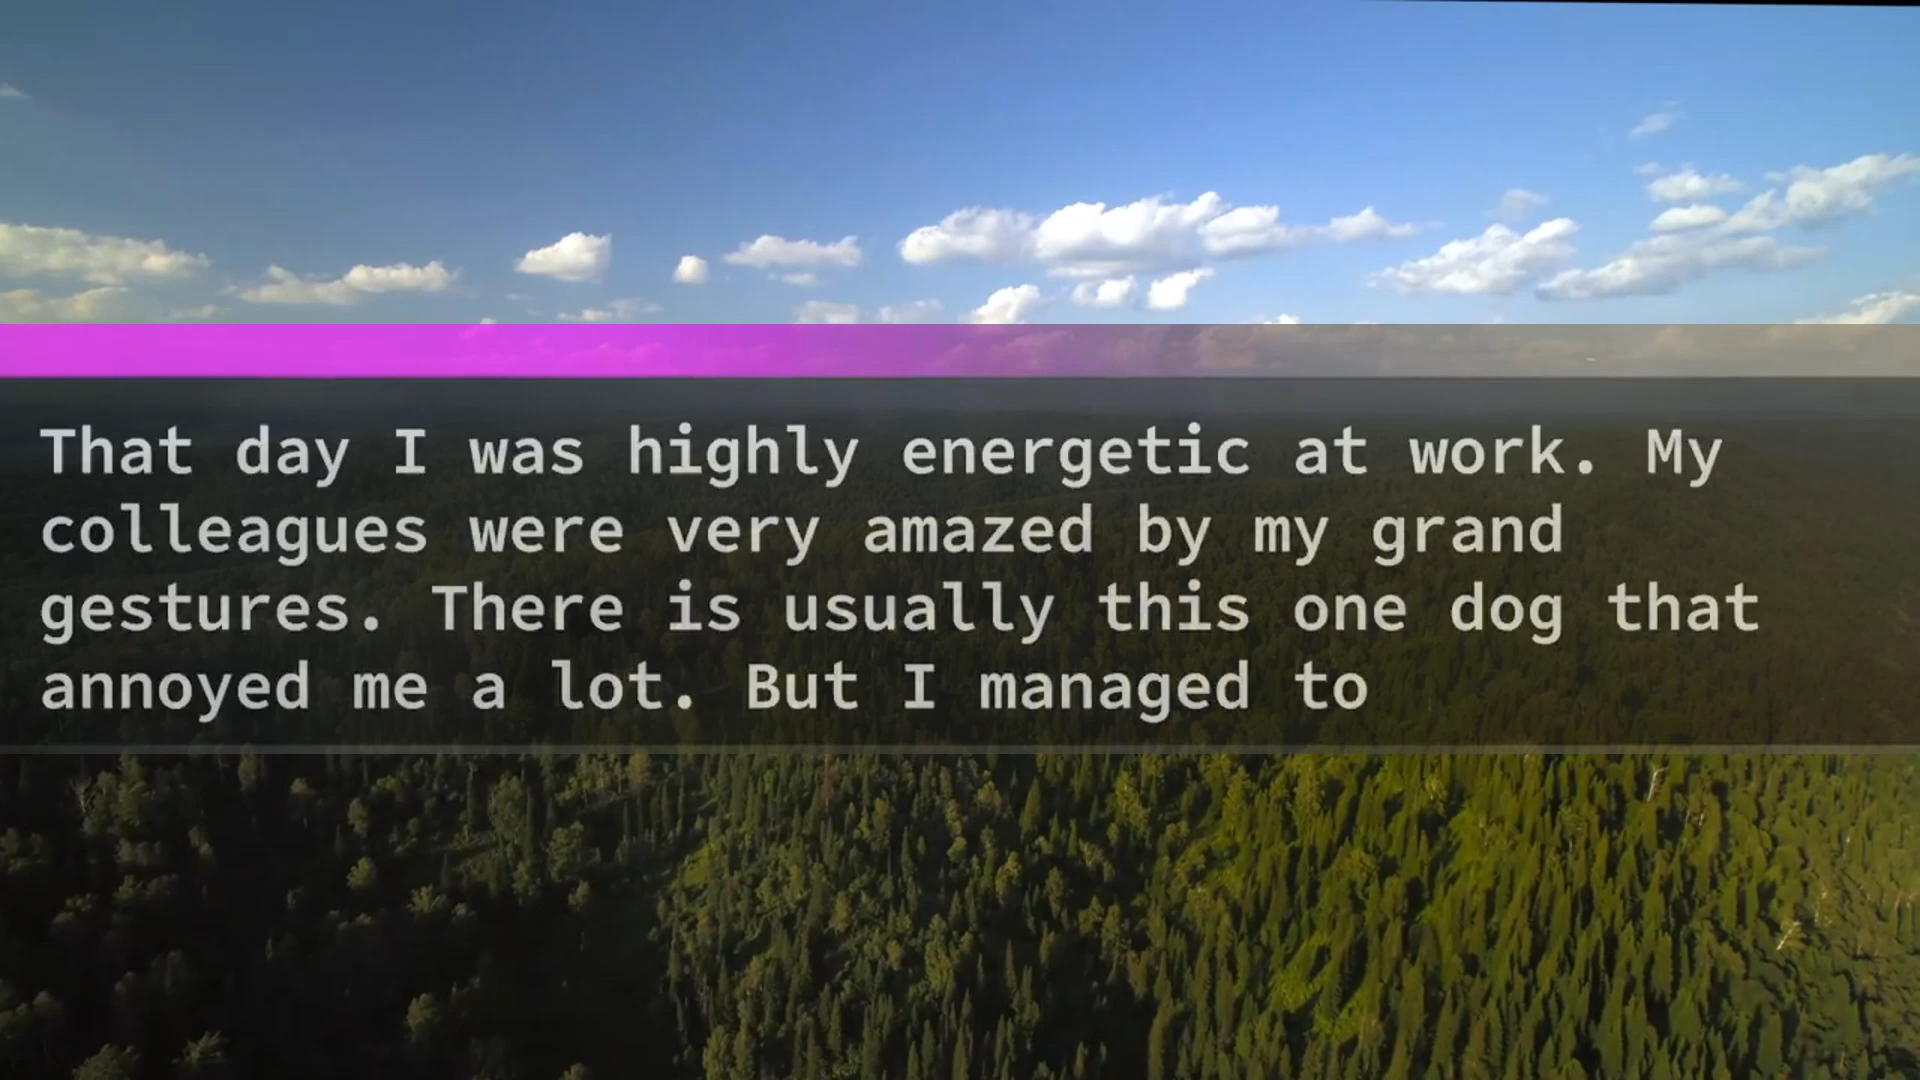 That day I was highly energetic at work. My
colleagues were very amazed by my grand
gestures. There is usually this one dog that
annoyed me a lot. But I managed to